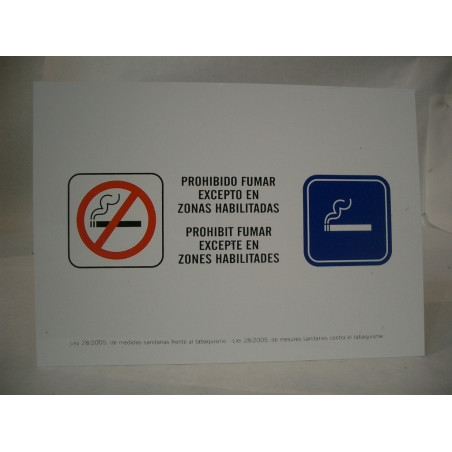 PROHIBIDO FUMAR
EXCEPTO EN
ZONAS HABILITADAS
PROHIBIT FUMAR
EXCEPTE EN
ZONES HABILITADES
Ley 28/2005, de medidas sanitarias frente al tabaquismo Llei 28/2005, de mesures sanitàries contra el tabaquisme